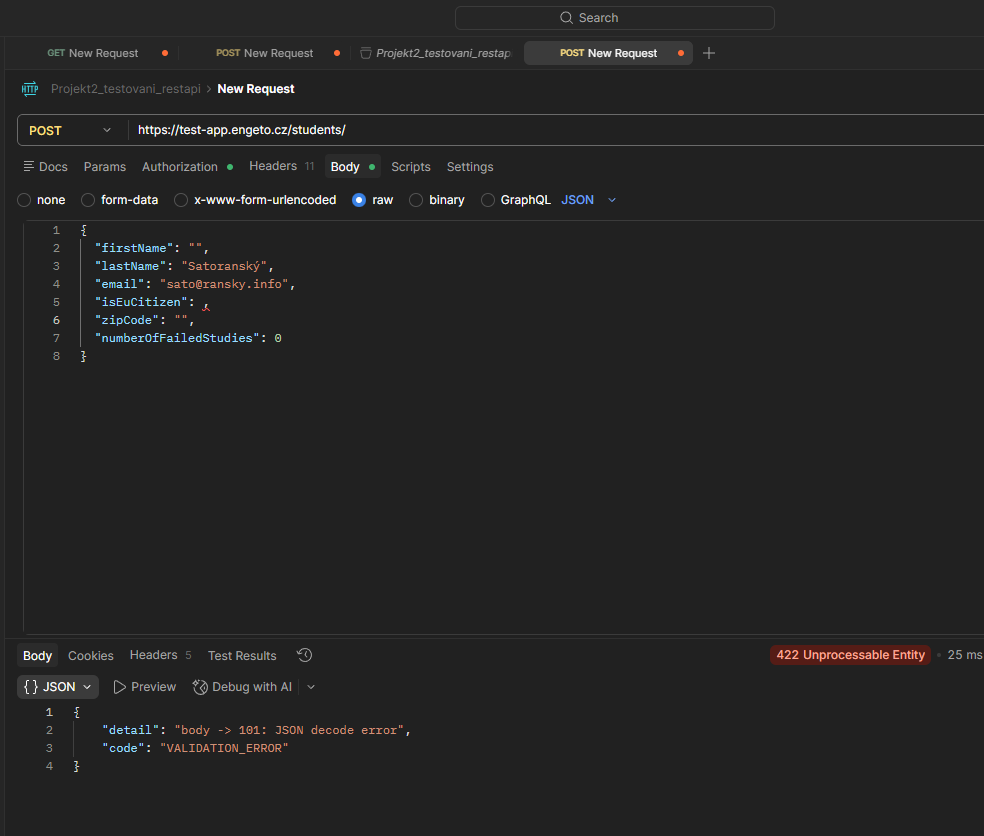 Search
GET New Request POST New Request Projekt2_testovani_restap POST New Request
HTTP Projekt2_testovani_restapi > New Request
POST https://test-app.engeto.cz/students/
Docs Params Authorization Headers 11 Body Scripts Settings
none form-data x-www-form-urlencoded raw binary GraphQL JSON
1 {
2 "firstName": "",
3 "lastName": "Satoranský",
4 "email": "sato@ransky.info",
5 "isEuCitizen": ,
6 "zipCode": "",
7 "numberOfFailedStudies": 0
8 }
Body Cookies Headers 5 Test Results 422 Unprocessable Entity • 25 ms
{} JSON Preview Debug with AI
1 {
2 "detail": "body -> 101: JSON decode error",
3 "code": "VALIDATION_ERROR"
4 }